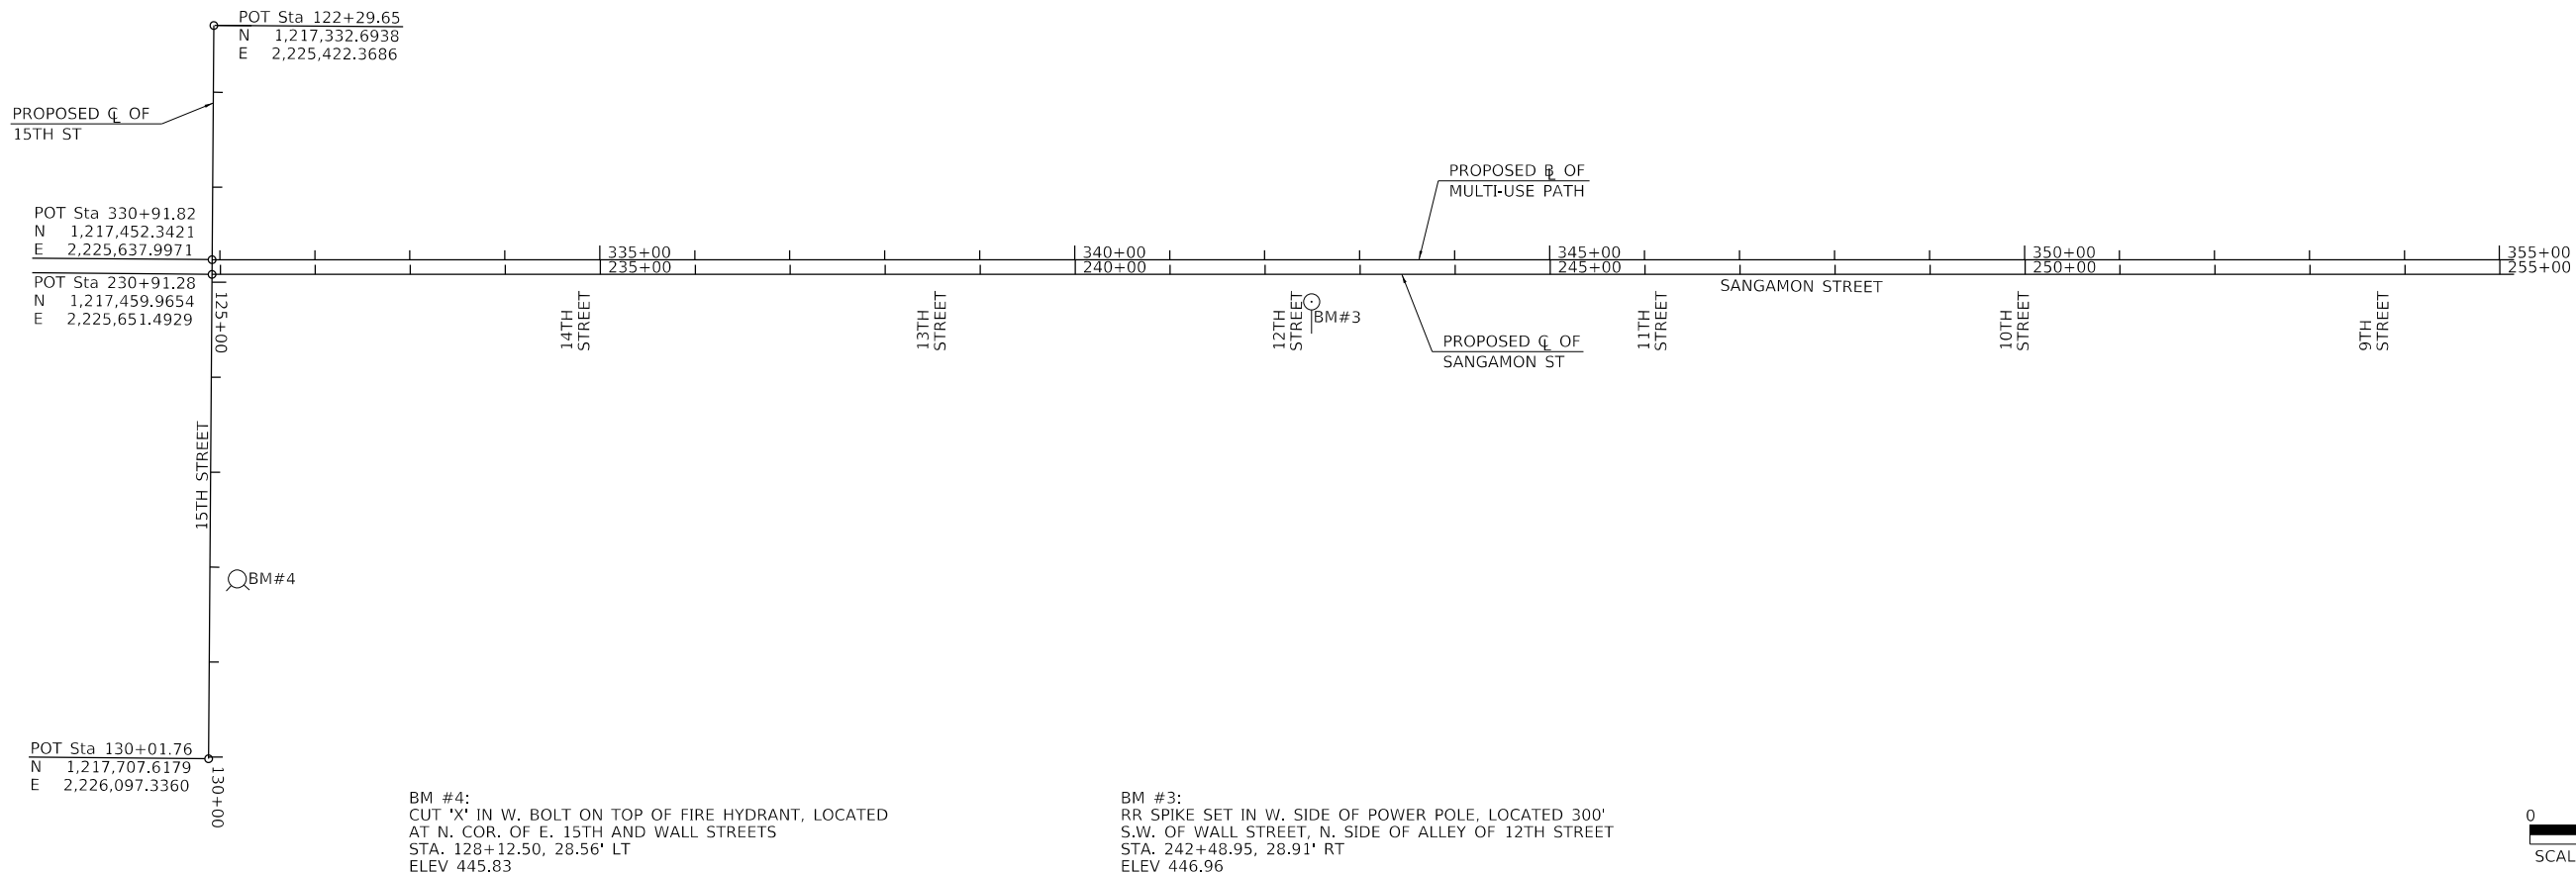 POT Sta 122+29.65
N 1,217,332.6938
E 2,225,422.3686
PROPOSED ℄ OF
15TH ST
PROPOSED B̲L OF
MULTI-USE PATH
POT Sta 330+91.82
N 1,217,452.3421
E 2,225,637.9971
335+00
340+00
345+00
350+00
355+00
235+00
240+00
245+00
250+00
255+00
POT Sta 230+91.28
N 1,217,459.9654
E 2,225,651.4929
125+00
14TH
STREET
13TH
STREET
12TH
STREET
BM#3
11TH
STREET
SANGAMON STREET
10TH
STREET
9TH
STREET
PROPOSED ℄ OF
SANGAMON ST
15TH STREET
BM#4
POT Sta 130+01.76
N 1,217,707.6179
E 2,226,097.3360
130+00
BM #4:
CUT "X" IN W. BOLT ON TOP OF FIRE HYDRANT, LOCATED
AT N. COR. OF E. 15TH AND WALL STREETS
STA. 128+12.50, 28.56' LT
ELEV 445.83
BM #3:
RR SPIKE SET IN W. SIDE OF POWER POLE, LOCATED 300'
S.W. OF WALL STREET, N. SIDE OF ALLEY OF 12TH STREET
STA. 242+48.95, 28.91' RT
ELEV 446.96
0
SCAL